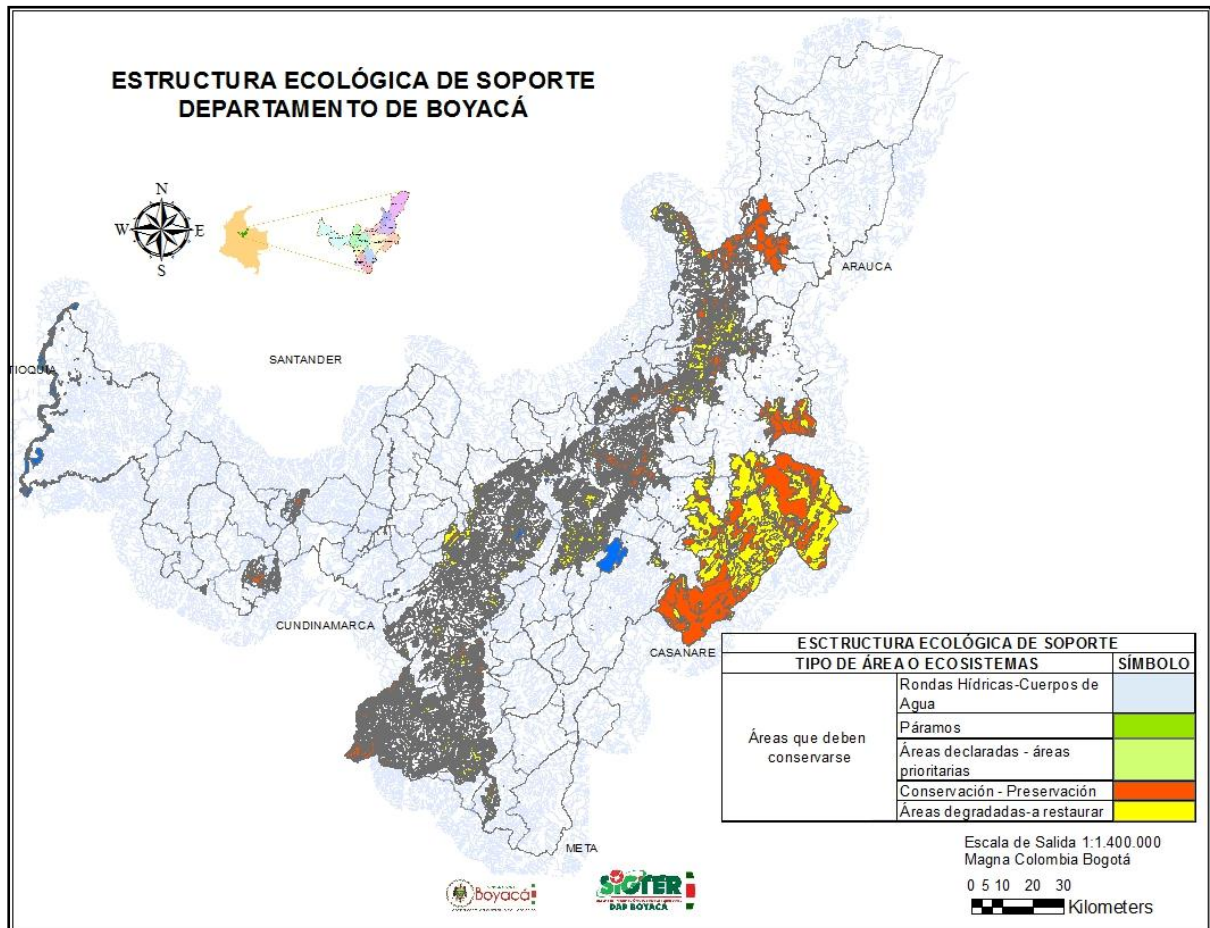 ESTRUCTURA ECOLÓGICA DE SOPORTE
DEPARTAMENTO DE BOYACÁ
N
W E
S
ARAUCA
SANTANDER
TIOQUIA
CUNDINAMARCA
CASANARE
META
ESCTRUCTURA ECOLÓGICA DE SOPORTE
TIPO DE ÁREA O ECOSISTEMAS SÍMBOLO
Áreas que deben
conservarse
Rondas Hídricas-Cuerpos de
Agua
Páramos
Áreas declaradas - áreas
prioritarias
Conservación - Preservación
Áreas degradadas-a restaurar
Escala de Salida 1:1.400.000
Magna Colombia Bogotá
0 5 10 20 30
Kilometers
Boyacá
SIGTER
DAP BOYACA